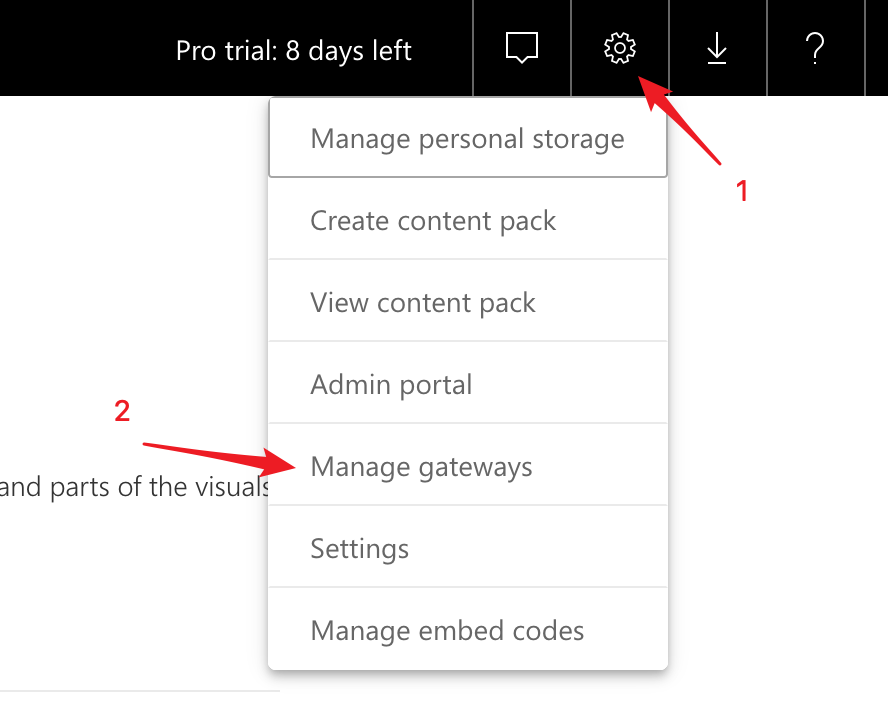 Pro trial: 8 days left
Manage personal storage
1
Create content pack
View content pack
Admin portal
2
Manage gateways
and parts of the visuals
Settings
Manage embed codes